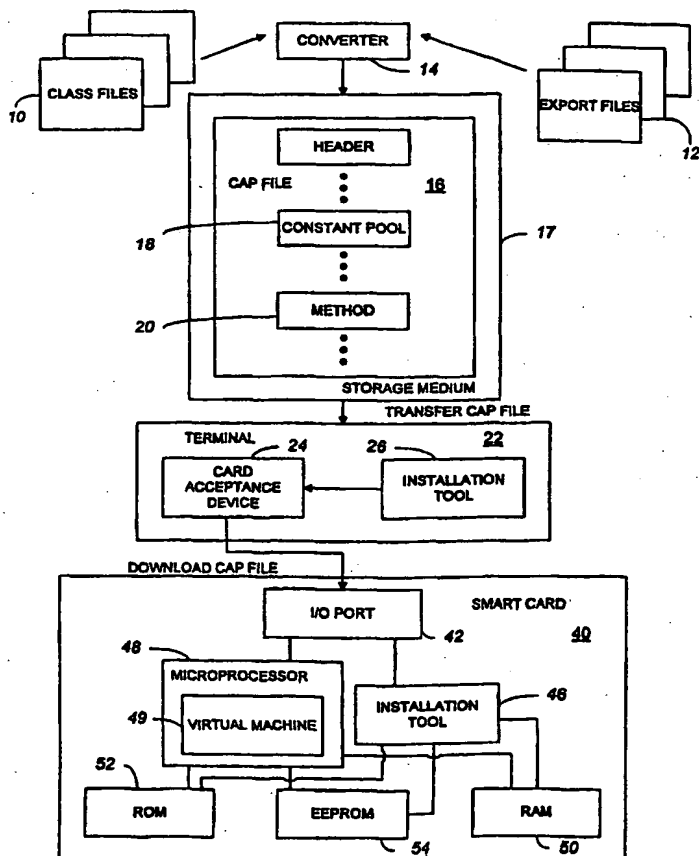 CONVERTER
14
CLASS FILES
10
EXPORT FILES
12
HEADER
CAP FILE
16
18
CONSTANT POOL
17
20
METHOD
STORAGE MEDIUM
TRANSFER CAP FILE
TERMINAL
24
26
22
CARD
ACCEPTANCE
DEVICE
INSTALLATION
TOOL
DOWNLOAD CAP FILE
I/O PORT
SMART CARD
42
40
48
MICROPROCESSOR
49
VIRTUAL MACHINE
INSTALLATION
TOOL
46
52
ROM
EEPROM
RAM
54
50